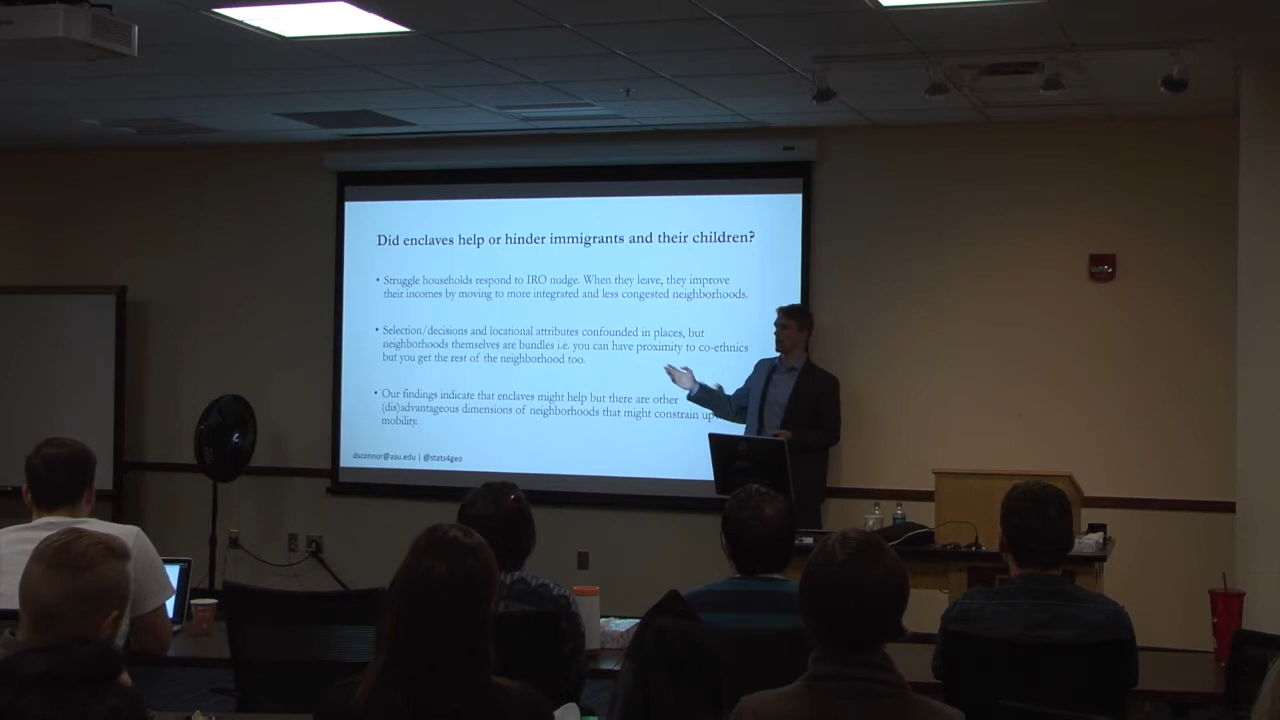 Did enclaves help or hinder immigrants and their children?
• Struggle households respond to IRO nudge. When they leave, they improve
their incomes by moving to more integrated and less congested neighborhoods.
• Selection/decisions and locational attributes confounded in places, but
neighborhoods themselves are bundles i.e. you can have proximity to co-ethnics
but you get the rest of the neighborhood too.
• Our findings indicate that enclaves might help but there are other
(dis)advantageous dimensions of neighborhoods that might constrain
mobility.
dsconnor@asu.edu | @stats4geo